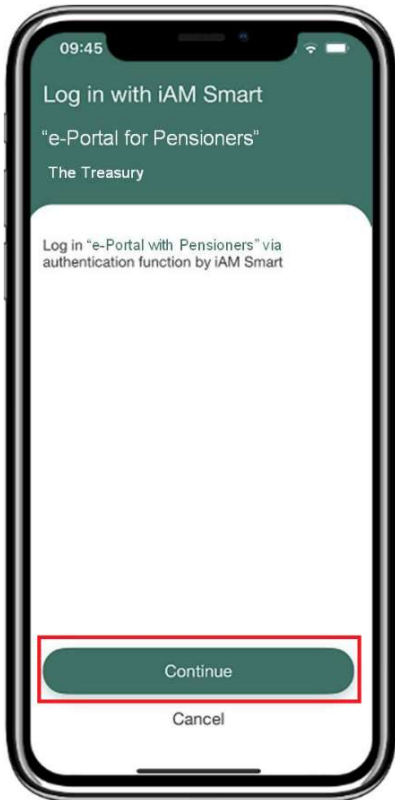 09:45
Log in with iAM Smart
“e-Portal for Pensioners”
The Treasury
Log in “e-Portal with Pensioners” via
authentication function by iAM Smart
Continue
Cancel